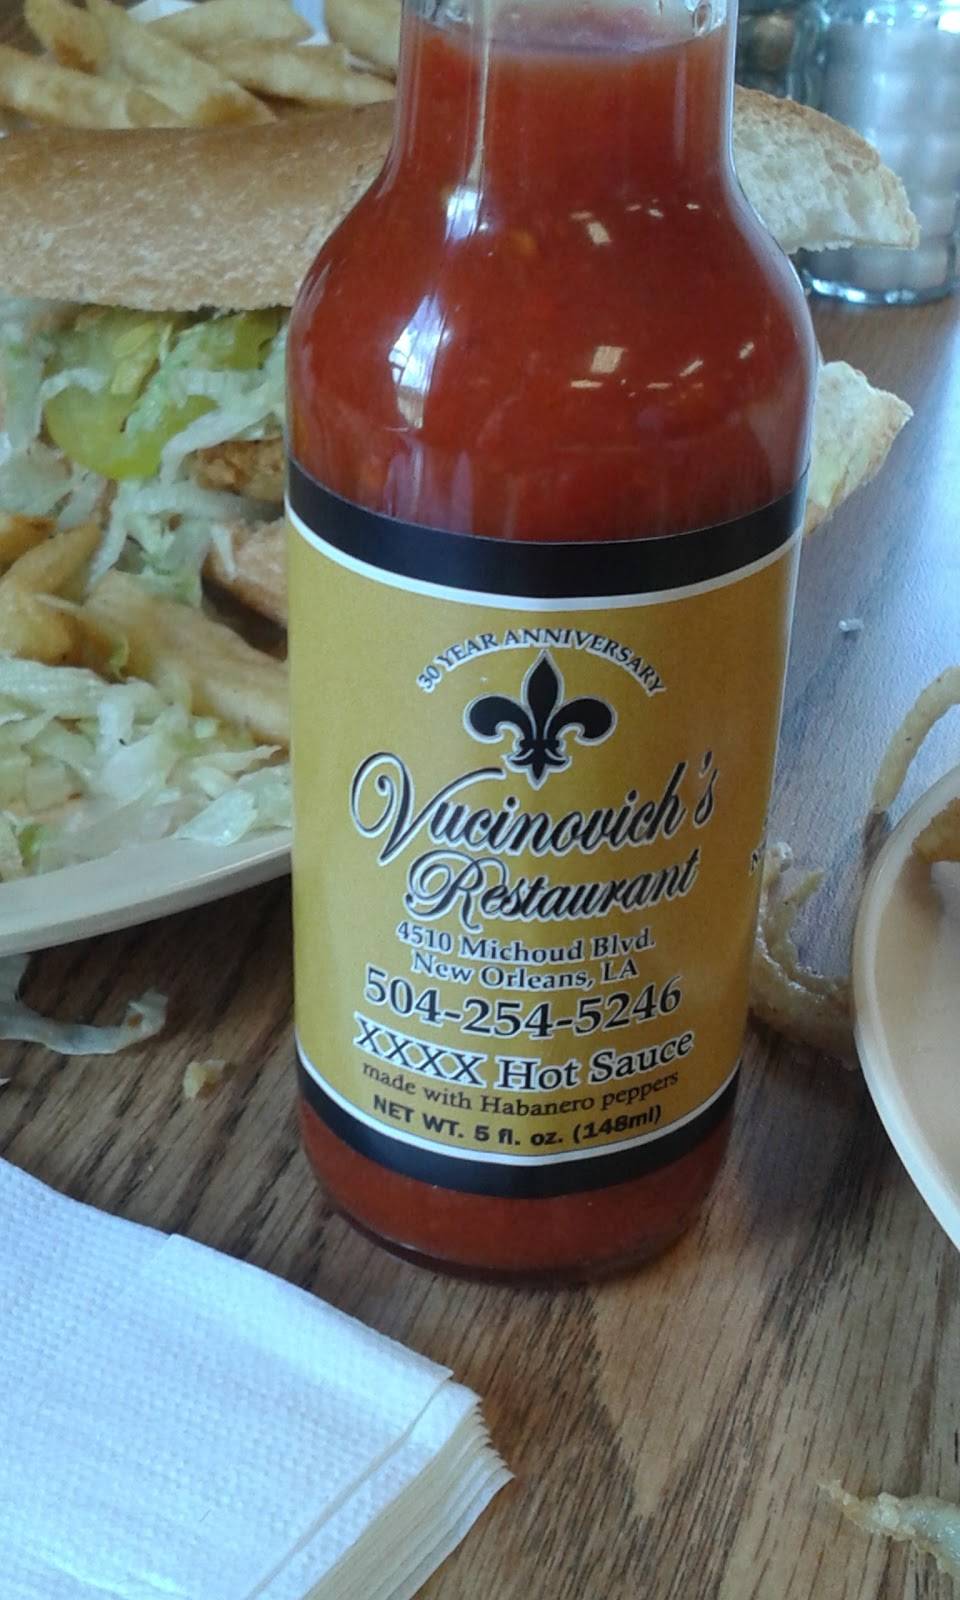 30 YEAR ANNIVERSARY
Vucinovich's
Restaurant
4510 Michoud Blvd.
New Orleans, LA
504-254-5246
XXXX Hot Sauce
made with Habanero peppers
NET WT. 5 fl. oz. (148ml)